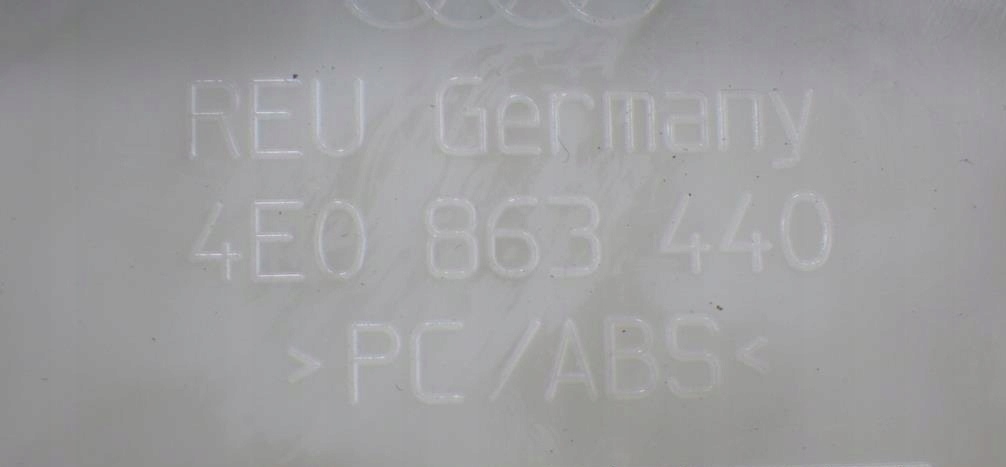 REU Germany
4E0 863 440
>PC/ABS<